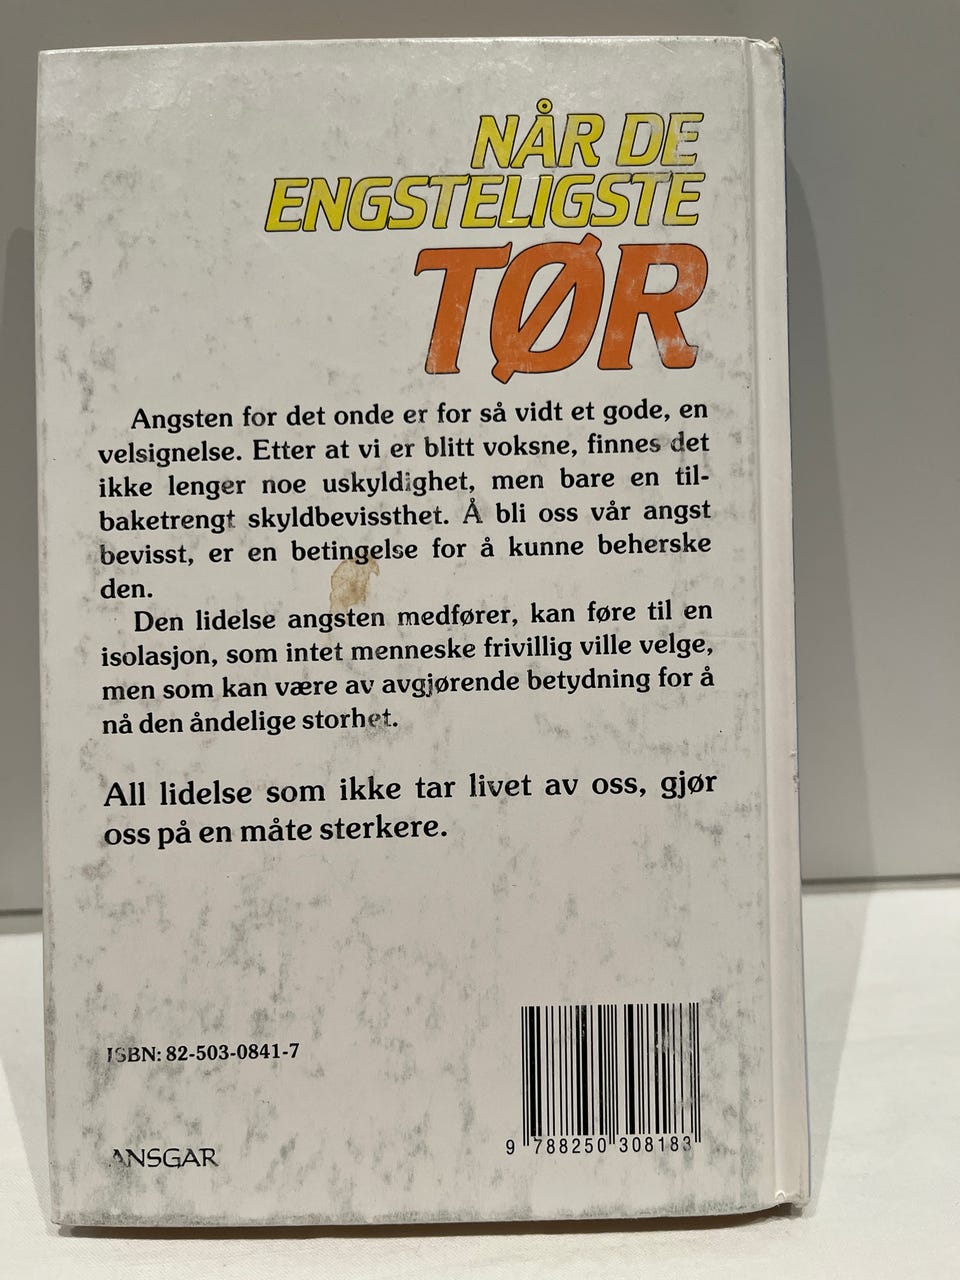 NÅR DE
ENGSTELIGSTE
TØR
Angsten for det onde er for så vidt et gode, en
velsignelse. Etter at vi er blitt voksne, finnes det
ikke lenger noe uskyldighet, men bare en til-
baketrengt skyldbevissthet. Å bli oss vår angst
bevisst, er en betingelse for å kunne beherske
den.
Den lidelse angsten medfører, kan føre til en
isolasjon, som intet menneske frivillig ville velge,
men som kan være av avgjørende betydning for å
nå den åndelige storhet.
All lidelse som ikke tar livet av oss, gjør
oss på en måte sterkere.
ISBN: 82-503-0841-7
9 788250 308183
ANSGAR